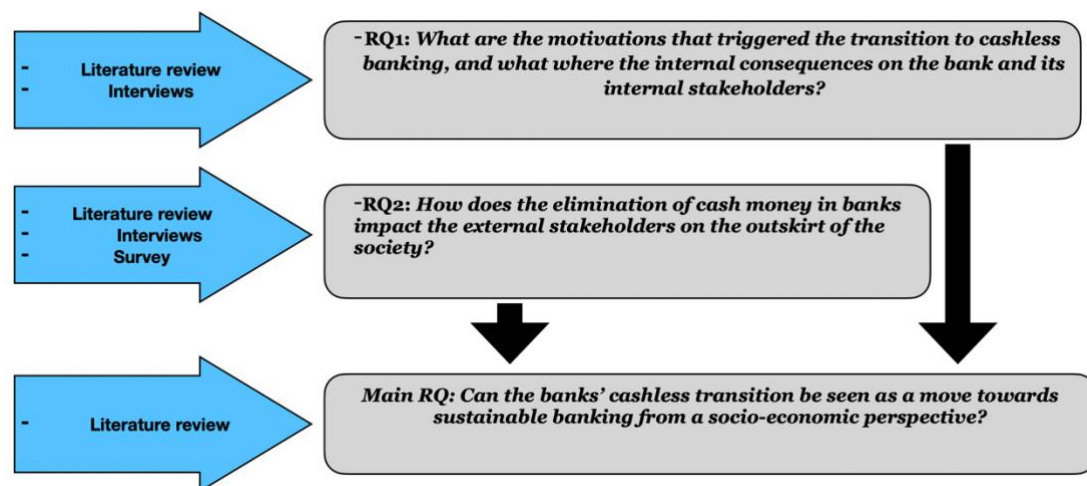 - Literature review
- Interviews
-RQ1: What are the motivations that triggered the transition to cashless
banking, and what where the internal consequences on the bank and its
internal stakeholders?
- Literature review
- Interviews
- Survey
-RQ2: How does the elimination of cash money in banks
impact the external stakeholders on the outskirt of the
society?
- Literature review
Main RQ: Can the banks’ cashless transition be seen as a move towards
sustainable banking from a socio-economic perspective?